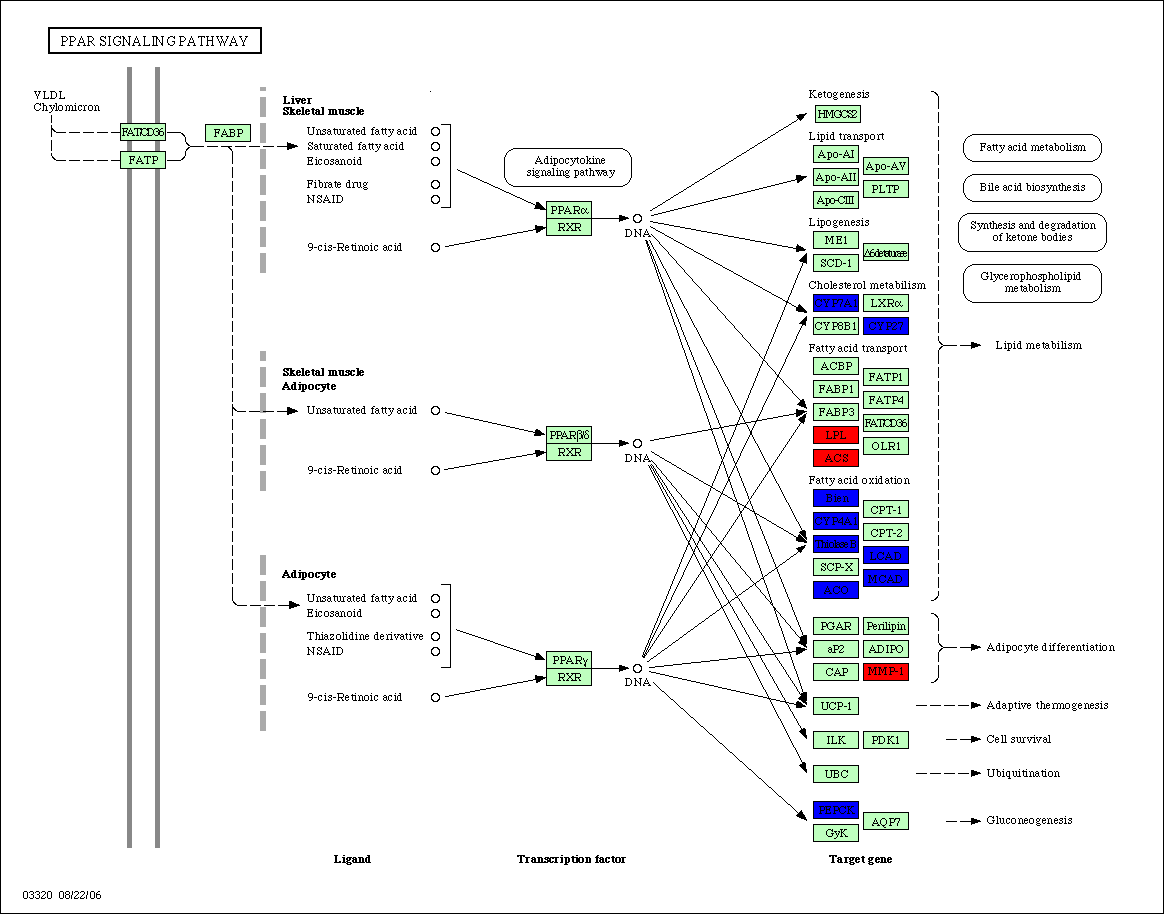 PPAR SIGNALING PATHWAY
VLDL
Chylomicron
FAT/CD36
FATP
FABP
Liver
Skeletal muscle
Unsaturated fatty acid
Saturated fatty acid
Eicosanoid
Fibrate drug
NSAID
9-cis-Retinoic acid
Adipocytokine
signaling pathway
PPARα
RXR
DNA
Skeletal muscle
Adipocyte
Unsaturated fatty acid
9-cis-Retinoic acid
PPARβ/δ
RXR
DNA
Adipocyte
Unsaturated fatty acid
Eicosanoid
Thiazolidine derivative
NSAID
9-cis-Retinoic acid
PPARγ
RXR
DNA
Ketogenesis
HMGCS2
Lipid transport
Apo-AI
Apo-AII
Apo-CIII
Apo-AV
PLTP
Lipogenesis
ME1
SCD-1
Cholesterol metabolism
CYP7A1
LXRα
CYP8B1
CYP27
Fatty acid transport
ACBP
FABP1
FABP3
LPL
ACS
FATP1
FATP4
FAT/CD36
OLR1
Fatty acid oxidation
CYP4A1
Thiolase B
SCP-X
CPT-1
CPT-2
LCAD
MCAD
PGAR
Perilipin
aP2
ADIPO
CAP
MMP-1
UCP-1
ILK
PDK1
UBC
PEPCK
GyK
AQP7
Fatty acid metabolism
Bile acid biosynthesis
Synthesis and degradation
of ketone bodies
Glycerophospholipid
metabolism
Lipid metabilism
Adipocyte differentiation
Adaptive thermogenesis
Cell survival
Ubiquitination
Gluconeogenesis
Ligand
Transcription factor
Target gene
03320 08/22/06